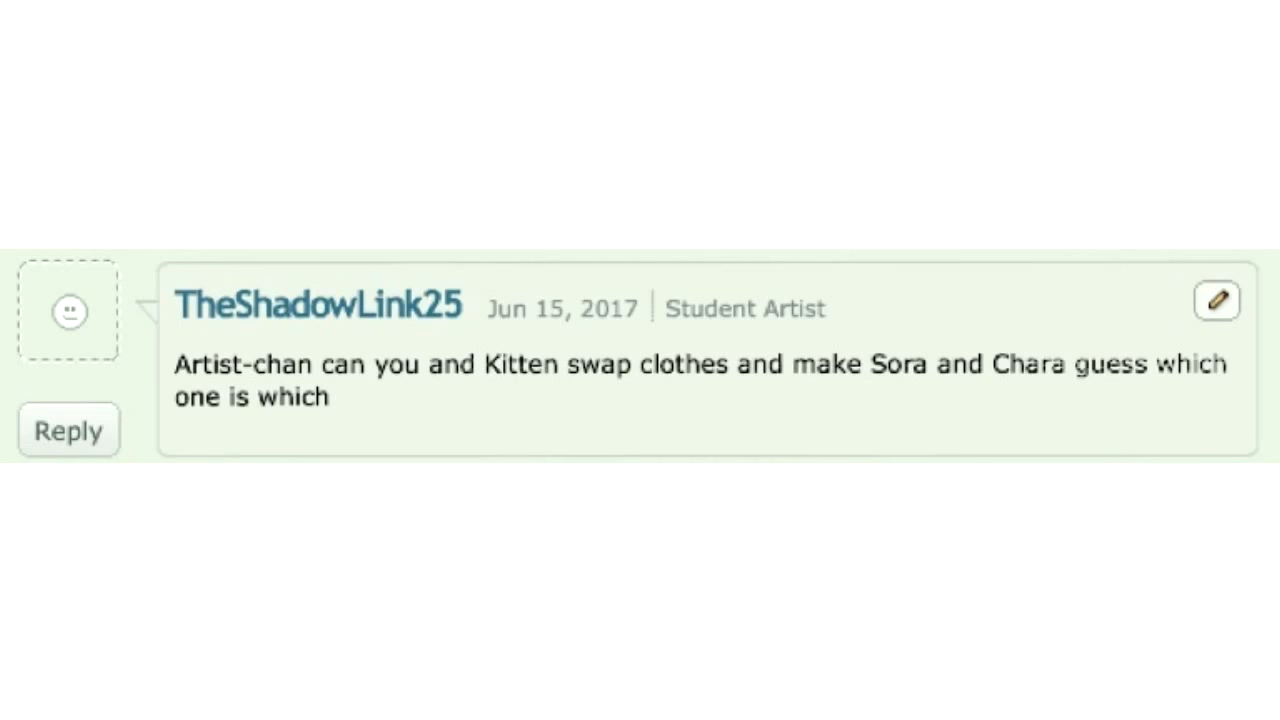 TheShadowLink25 Jun 15, 2017 Student Artist
Artist-chan can you and Kitten swap clothes and make Sora and Chara guess which
one is which
Reply